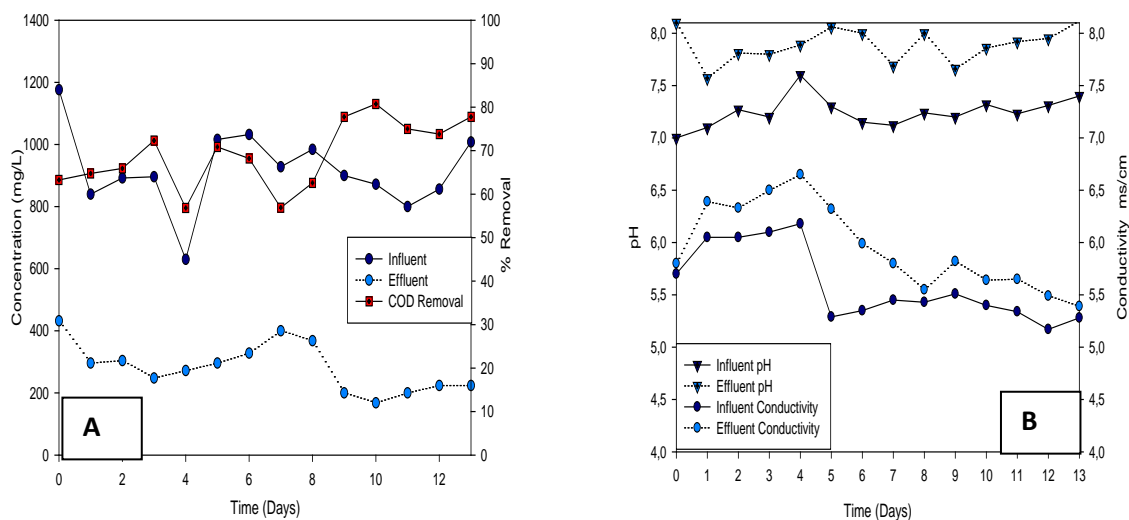 1400
1200
1000
800
600
400
200
0
Concentration (mg/L)
100
90
80
70
60
50
40
30
20
10
0
% Removal
Influent
Effluent
COD Removal
A
0 2 4 6 8 10 12
Time (Days)
8,0
7,5
7,0
6,5
6,0
5,5
5,0
4,5
4,0
pH
8,0
7,5
7,0
6,5
6,0
5,5
5,0
4,5
4,0
Conductivity ms/cm
Influent pH
Effluent pH
Influent Conductivity
Effluent Conductivity
B
0 1 2 3 4 5 6 7 8 9 10 11 12 13
Time (Days)